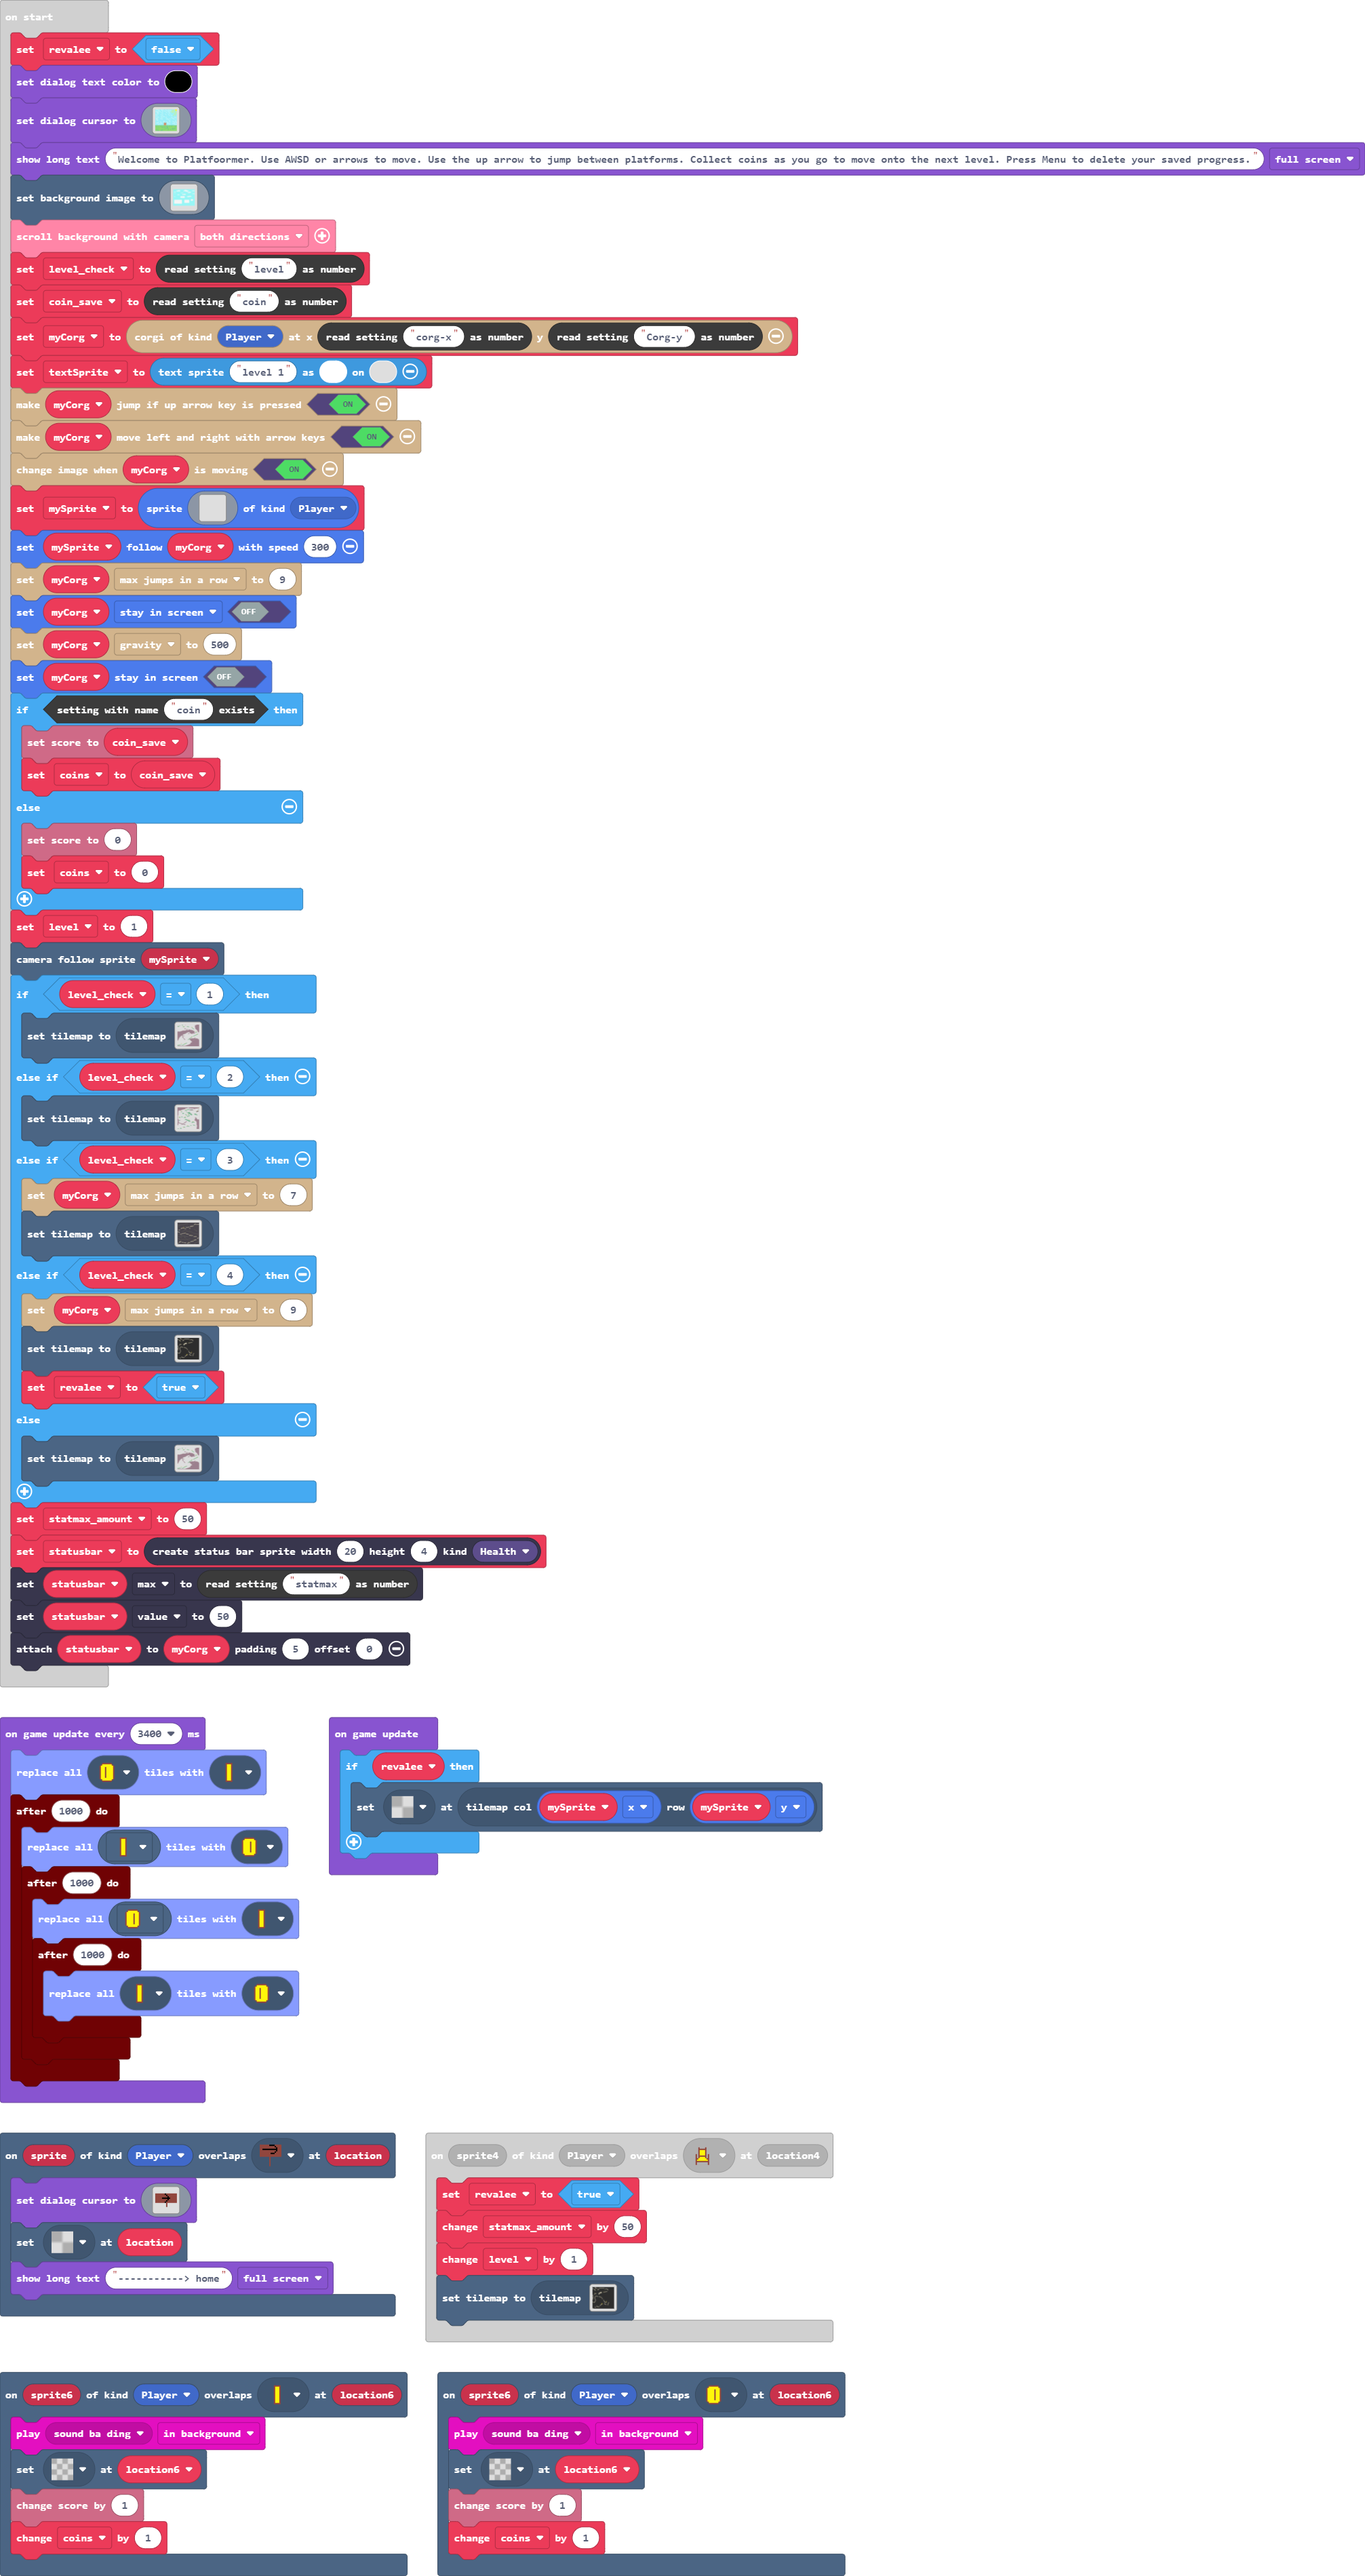 on start
set revalee to false
set dialog text color to
set dialog cursor to
show long text "Welcome to Platfoormer. Use AWSD or arrows to move. Use the up arrow to jump between platforms. Collect coins as you go to move onto the next level. Press Menu to delete your saved progress." full screen
set background image to
scroll background with camera both directions
set level_check to read setting "level" as number
set coin_save to read setting "coin" as number
set myCorg to corgi of kind Player at x read setting "corg-x" as number y read setting "Corg-y" as number
set textSprite to text sprite "level 1" as on
make myCorg jump if up arrow key is pressed ON
make myCorg move left and right with arrow keys ON
change image when myCorg is moving ON
set mySprite to sprite of kind Player
set mySprite follow myCorg with speed 300
set myCorg max jumps in a row to 9
set myCorg stay in screen OFF
set myCorg gravity to 500
set myCorg stay in screen OFF
if setting with name "coin" exists then
set score to coin_save
set coins to coin_save
else
set score to 0
set coins to 0
set level to 1
camera follow sprite mySprite
if level_check = 1 then
set tilemap to tilemap
else if level_check = 2 then
set tilemap to tilemap
else if level_check = 3 then
set myCorg max jumps in a row to 7
set tilemap to tilemap
else if level_check = 4 then
set myCorg max jumps in a row to 9
set tilemap to tilemap
set revalee to true
else
set tilemap to tilemap
set statmax_amount to 50
set statusbar to create status bar sprite width 20 height 4 kind Health
set statusbar max to read setting "statmax" as number
set statusbar value to 50
attach statusbar to myCorg padding 5 offset 0
on game update every 3400 ms
replace all tiles with
after 1000 do
replace all tiles with
after 1000 do
replace all tiles with
after 1000 do
replace all tiles with
on game update
if revalee then
set at tilemap col mySprite x row mySprite y
on sprite of kind Player overlaps at location
set dialog cursor to
set at location
show long text "-----------> home" full screen
on sprite4 of kind Player overlaps at location4
set revalee to true
change statmax_amount by 50
change level by 1
set tilemap to tilemap
on sprite6 of kind Player overlaps at location6
play sound ba ding in background
set at location6
change score by 1
change coins by 1
on sprite6 of kind Player overlaps at location6
play sound ba ding in background
set at location6
change score by 1
change coins by 1